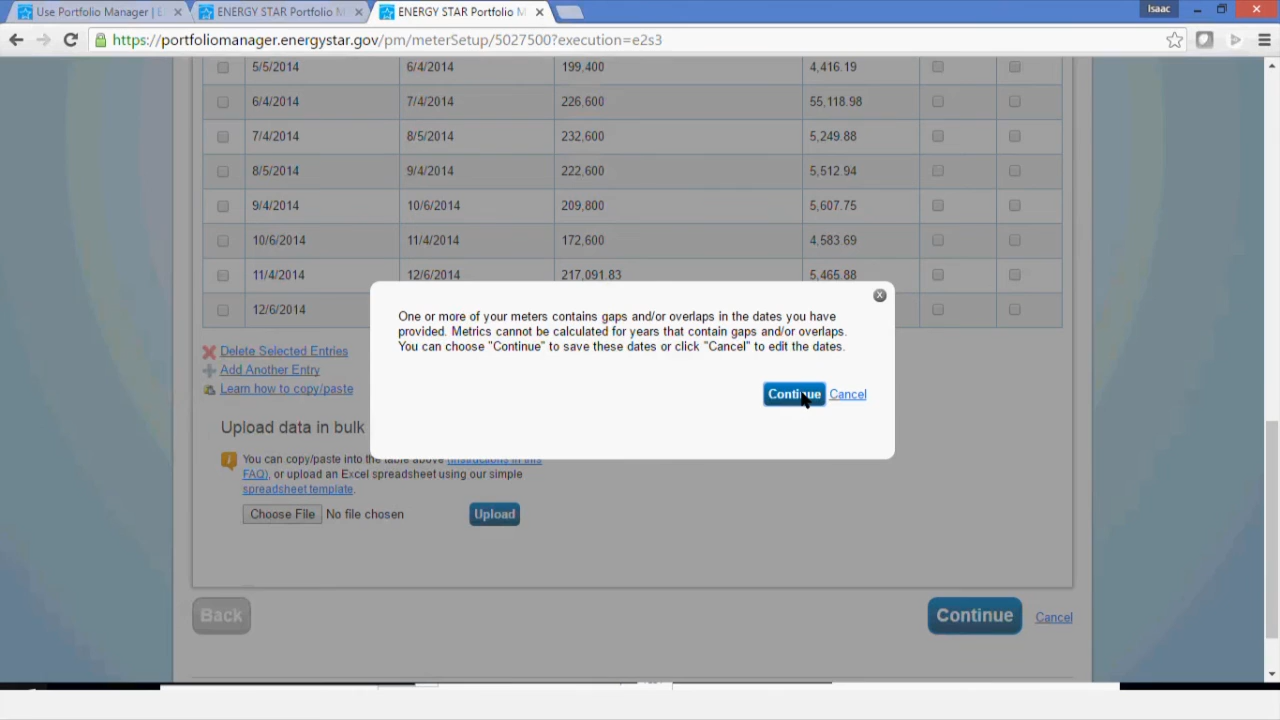 Use Portfolio Manager | E
ENERGY STAR Portfolio M
ENERGY STAR Portfolio M
Isaac
https://portfoliomanager.energystar.gov/pm/meterSetup/5027500?execution=e2s3
5/5/2014 6/4/2014 199,400 4,416.19
6/4/2014 7/4/2014 226,600 55,118.98
7/4/2014 8/5/2014 232,600 5,249.88
8/5/2014 9/4/2014 222,600 5,512.94
9/4/2014 10/6/2014 209,800 5,607.75
10/6/2014 11/4/2014 172,600 4,583.69
11/4/2014 12/6/2014 217,091.83 5,465.88
12/6/2014
X
One or more of your meters contains gaps and/or overlaps in the dates you have
provided. Metrics cannot be calculated for years that contain gaps and/or overlaps.
You can choose "Continue" to save these dates or click "Cancel" to edit the dates.
Continue Cancel
Delete Selected Entries
Add Another Entry
Learn how to copy/paste
Upload data in bulk
You can copy/paste into the table above (instructions in this
FAQ), or upload an Excel spreadsheet using our simple
spreadsheet template.
Choose File No file chosen Upload
Back Continue Cancel